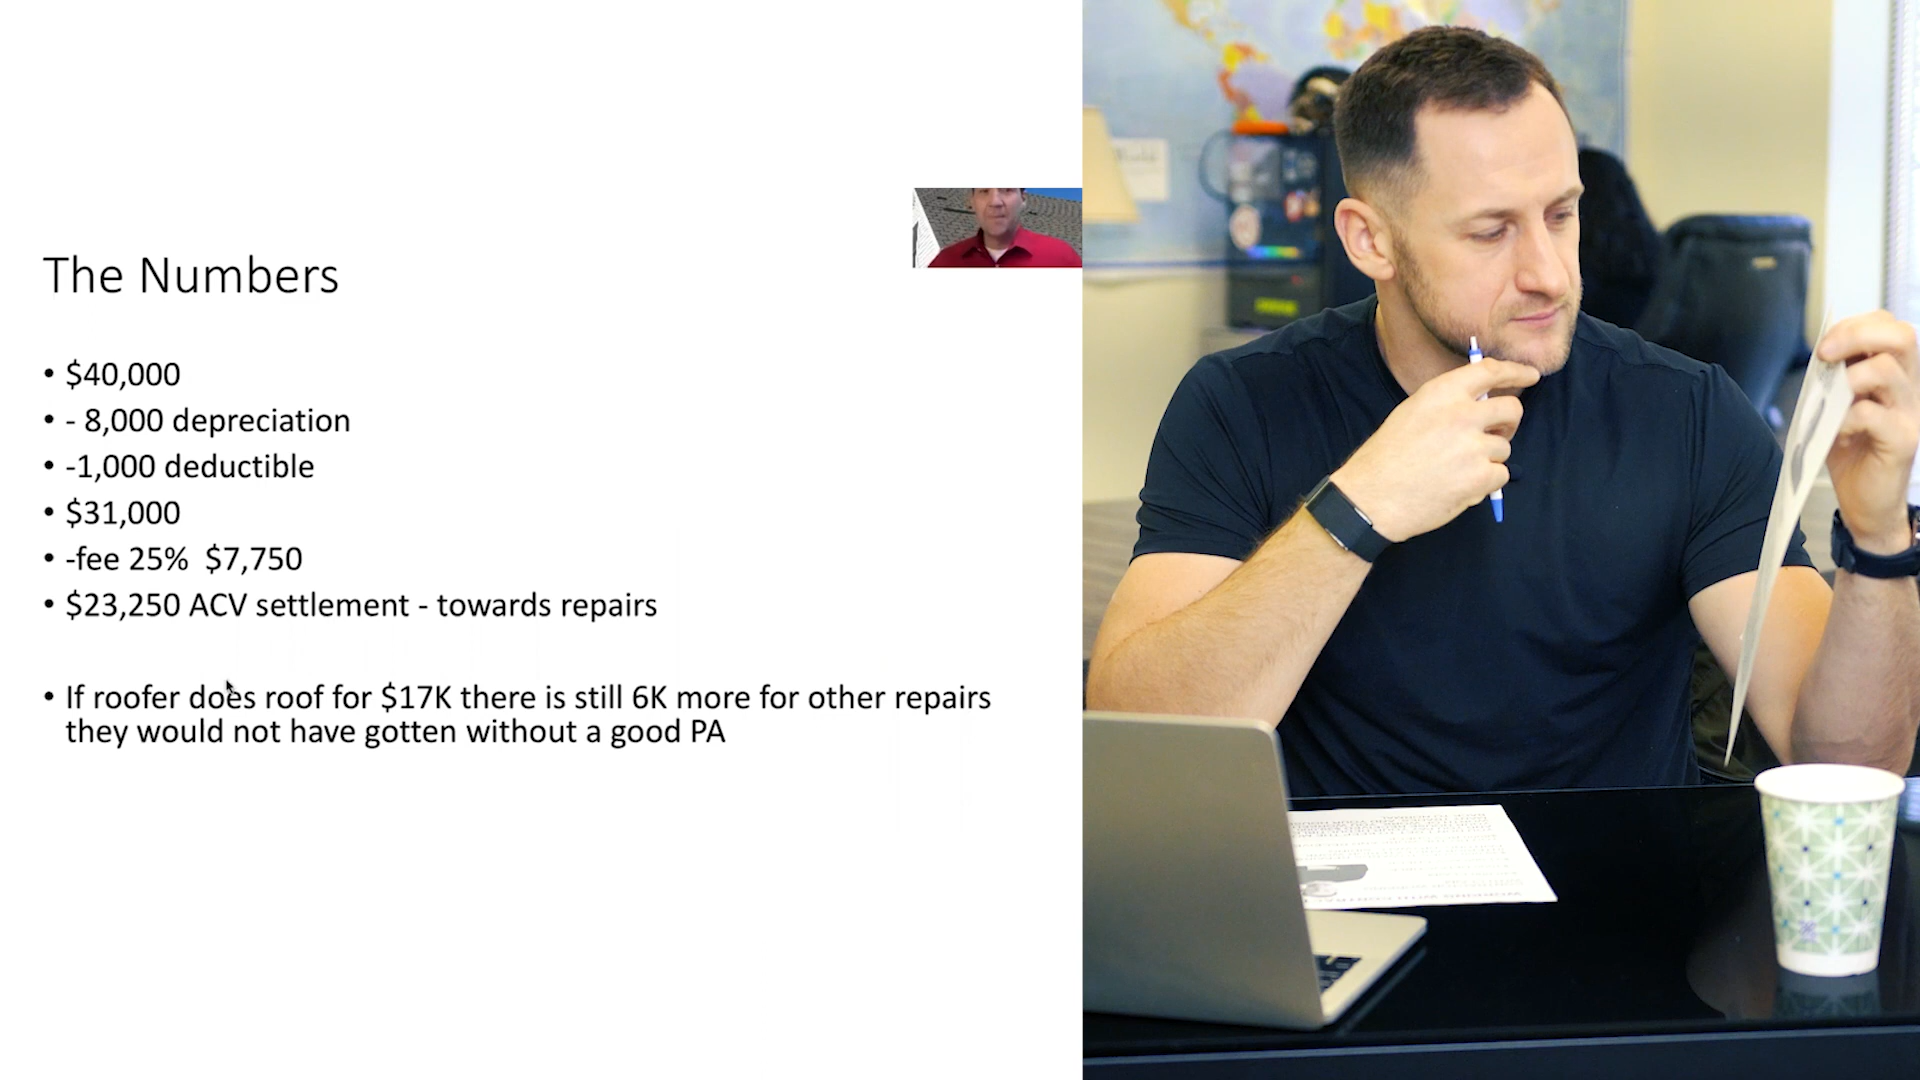 The Numbers
• $40,000
• - 8,000 depreciation
• -1,000 deductible
• $31,000
• -fee 25%  $7,750
• $23,250 ACV settlement - towards repairs
• If roofer does roof for $17K there is still 6K more for other repairs
they would not have gotten without a good PA